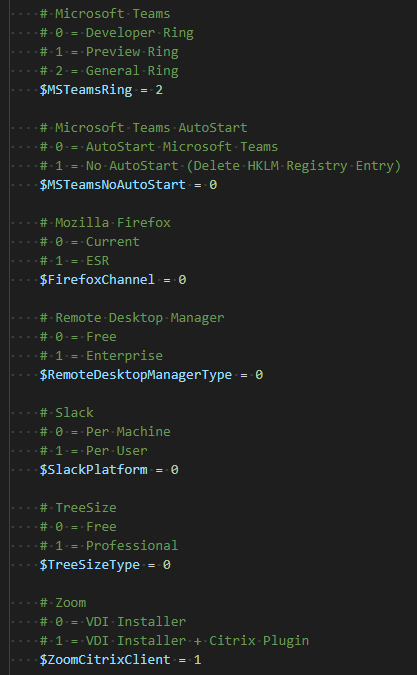 # Microsoft Teams
# 0 = Developer Ring
# 1 = Preview Ring
# 2 = General Ring
$MSTeamsRing = 2
# Microsoft Teams AutoStart
# 0 = AutoStart Microsoft Teams
# 1 = No AutoStart (Delete HKLM Registry Entry)
$MSTeamsNoAutoStart = 0
# Mozilla Firefox
# 0 = Current
# 1 = ESR
$FirefoxChannel = 0
# Remote Desktop Manager
# 0 = Free
# 1 = Enterprise
$RemoteDesktopManagerType = 0
# Slack
# 0 = Per Machine
# 1 = Per User
$SlackPlatform = 0
# TreeSize
# 0 = Free
# 1 = Professional
$TreeSizeType = 0
# Zoom
# 0 = VDI Installer
# 1 = VDI Installer + Citrix Plugin
$ZoomCitrixClient = 1